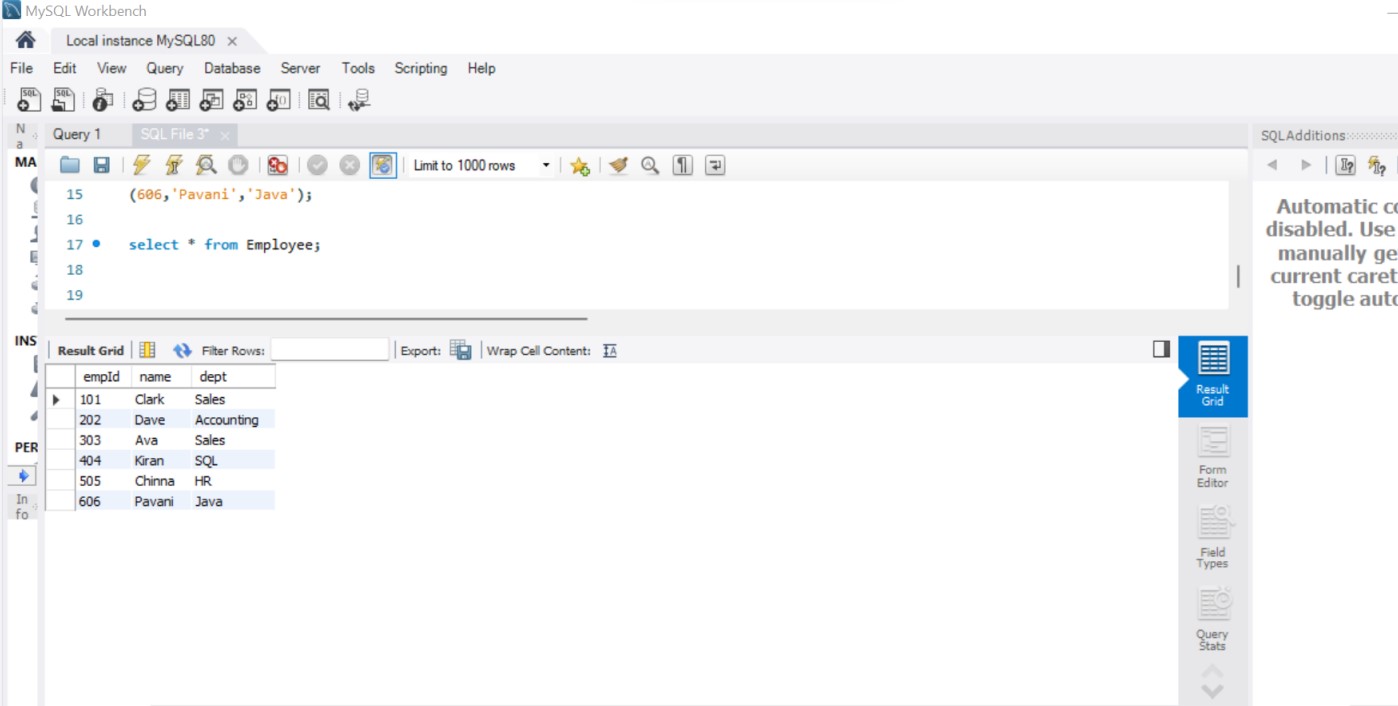 MySQL Workbench
Local instance MySQL80
File Edit View Query Database Server Tools Scripting Help
N
a
Query 1 SQL File 3*
SQLAdditions
MA
Limit to 1000 rows
15 (606,'Pavani','Java');
16
17 select * from Employee;
18
19
Automatic co
disabled. Use
manually ge
current caret
toggle auto
INS
PER
In
fo
Result Grid Filter Rows: Export: Wrap Cell Content:
empId name dept
101 Clark Sales
202 Dave Accounting
303 Ava Sales
404 Kiran SQL
505 Chinna HR
606 Pavani Java
Result
Grid
Form
Editor
Field
Types
Query
Stats